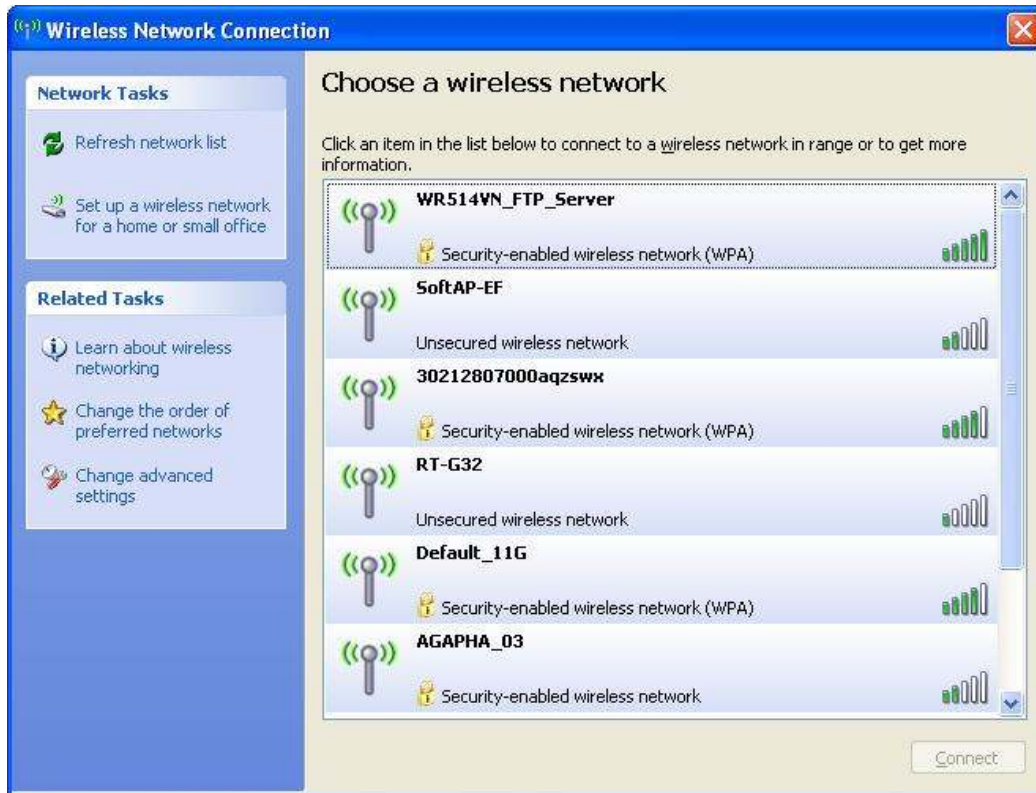 Wireless Network Connection
Network Tasks
Refresh network list
Set up a wireless network
for a home or small office
Related Tasks
Learn about wireless
networking
Change the order of
preferred networks
Change advanced
settings
Choose a wireless network
Click an item in the list below to connect to a wireless network in range or to get more
information.
WR514VN_FTP_Server
Security-enabled wireless network (WPA)
SoftAP-EF
Unsecured wireless network
30212807000aqzswx
Security-enabled wireless network (WPA)
RT-G32
Unsecured wireless network
Default_11G
Security-enabled wireless network (WPA)
AGAPHA_03
Security-enabled wireless network
Connect